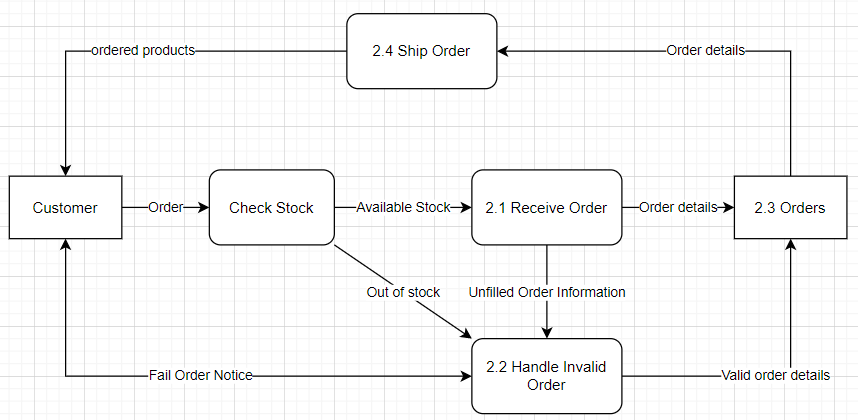 ordered products
2.4 Ship Order
Order details
Customer
Order
Check Stock
Available Stock
2.1 Receive Order
Order details
2.3 Orders
Out of stock
Unfilled Order Information
Fail Order Notice
2.2 Handle Invalid
Order
Valid order details